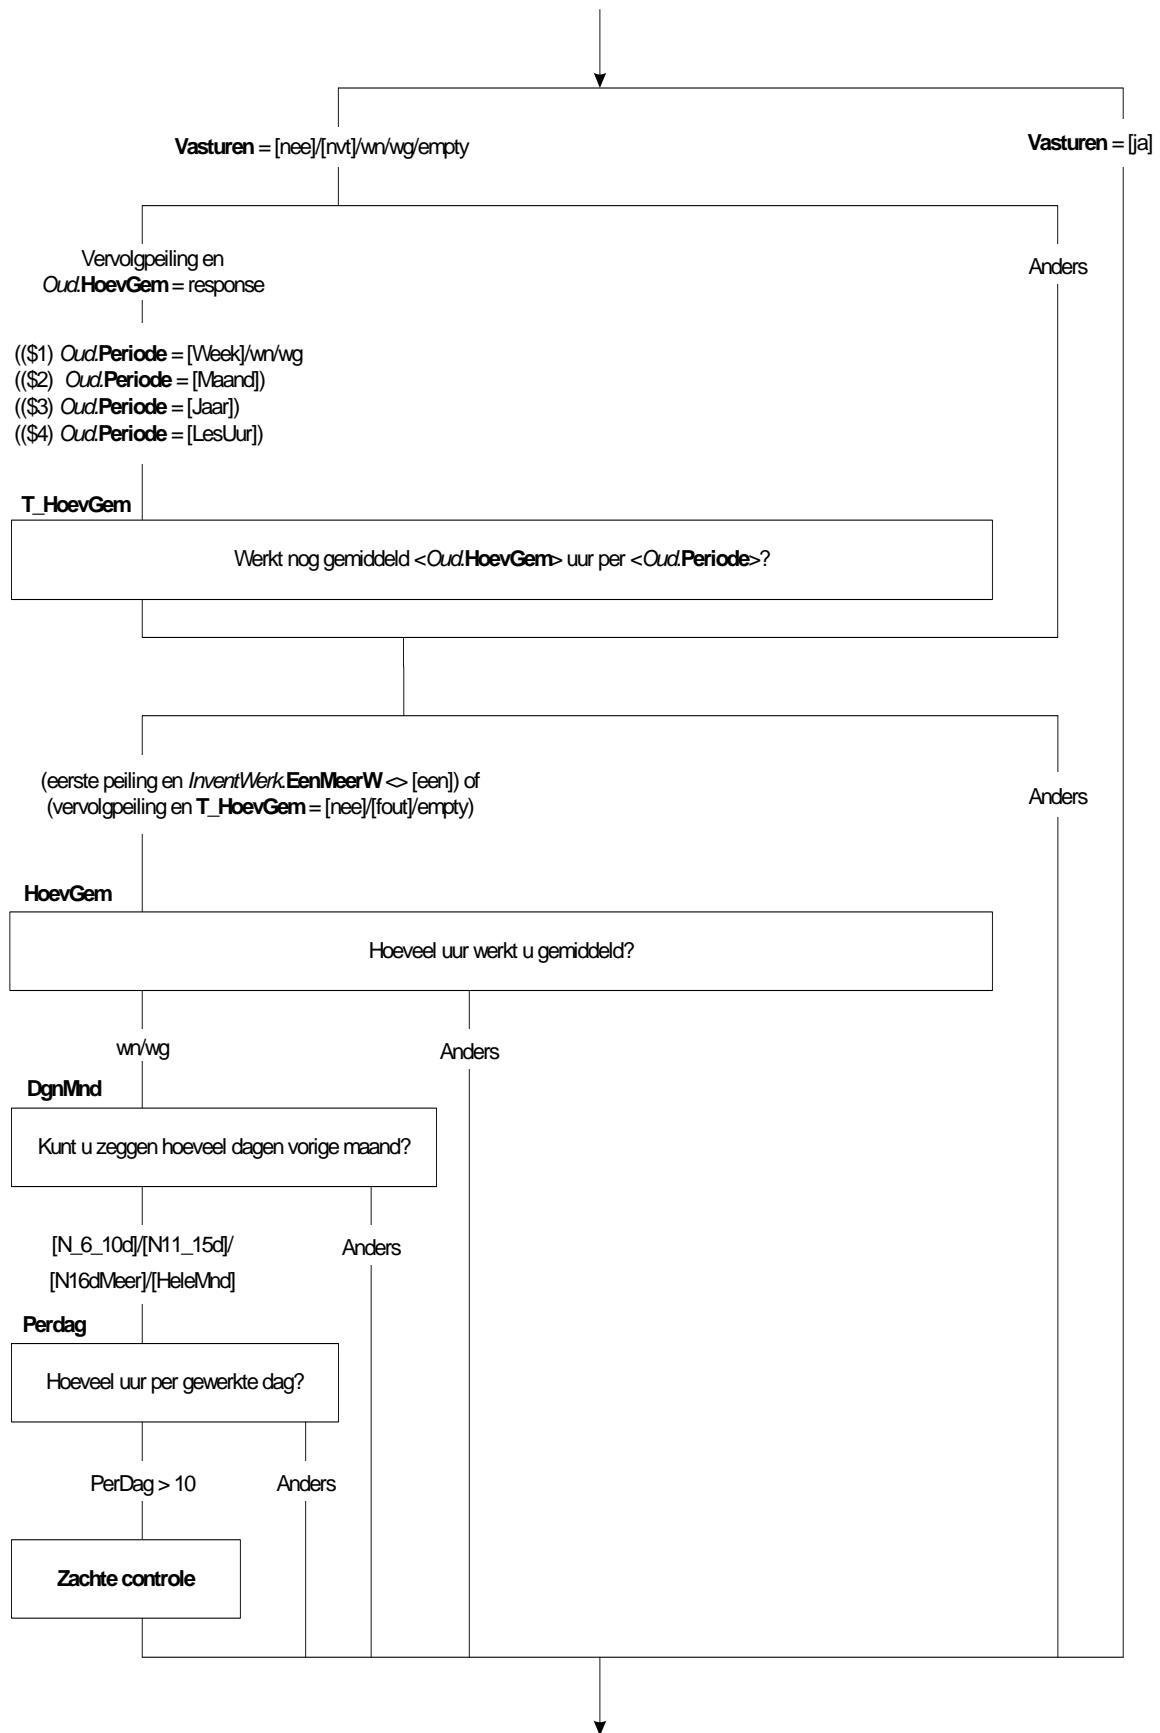 Vasturen = [nee]/[nvt]/wn/wg/empty
Vasturen = [ja]
Vervolgpeiling en
Oud.HoevGem = response
Anders
(($1) Oud.Periode = [Week]/wn/wg
(($2) Oud.Periode = [Maand])
(($3) Oud.Periode = [Jaar])
(($4) Oud.Periode = [LesUur])
T_HoevGem
Werkt nog gemiddeld <Oud.HoevGem> uur per <Oud.Periode>?
(eerste peiling en InventWerk.EenMeerW <> [een]) of
(vervolgpeiling en T_HoevGem = [nee]/[fout]/empty)
Anders
HoevGem
Hoeveel uur werkt u gemiddeld?
wn/wg
Anders
DgnMnd
Kunt u zeggen hoeveel dagen vorige maand?
[N_6_10d]/[N11_15d]/
[N16dMeer]/[HeleMnd]
Anders
Perdag
Hoeveel uur per gewerkte dag?
PerDag > 10
Anders
Zachte controle